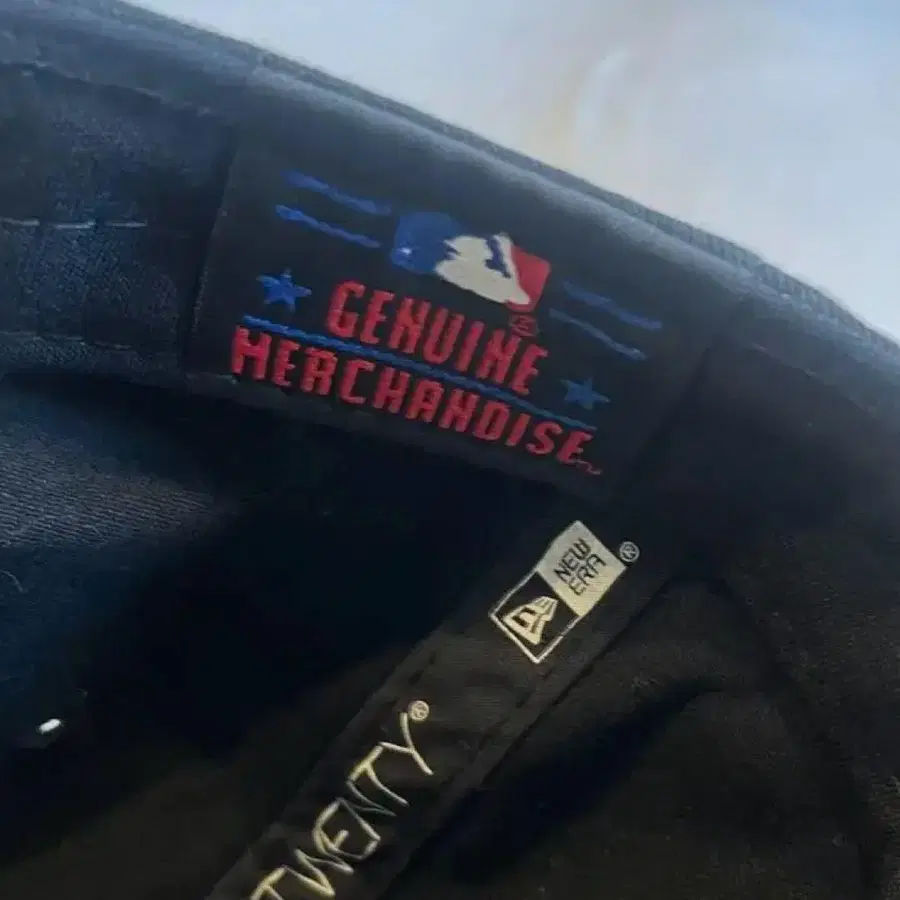 GENUINE
MERCHANDISE
NEW
ERA
TWENTY